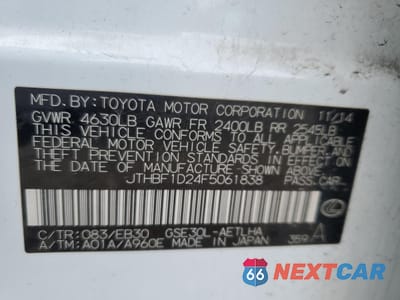 MFD. BY: TOYOTA MOTOR CORPORATION 11/14
GVWR 4630LB GAWR FR 2400LB RR 2545LB
THIS VEHICLE CONFORMS TO ALL APPLICABLE
FEDERAL MOTOR VEHICLE SAFETY, BUMPER, AND
THEFT PREVENTION STANDARDS IN EFFECT ON
THE DATE OF MANUFACTURE SHOWN ABOVE.
JTHBF1D24F5061838 PASS. CAR
C/TR: 083/EB30 GSE30L-AETLHA
A/TM: A01A/A960E MADE IN JAPAN 359 A
66 NEXTCAR